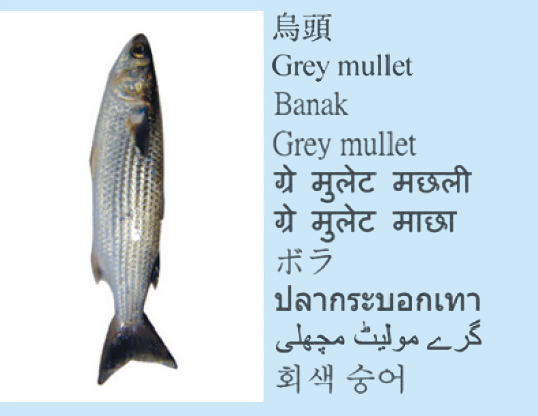 烏頭
Grey mullet
Banak
Grey mullet
ग्रे मुलेट मछली
ग्रे मुलेट माछा
ボラ
ปลากระบอกเทา
گرے مولیٹ مچھلی
회색 숭어